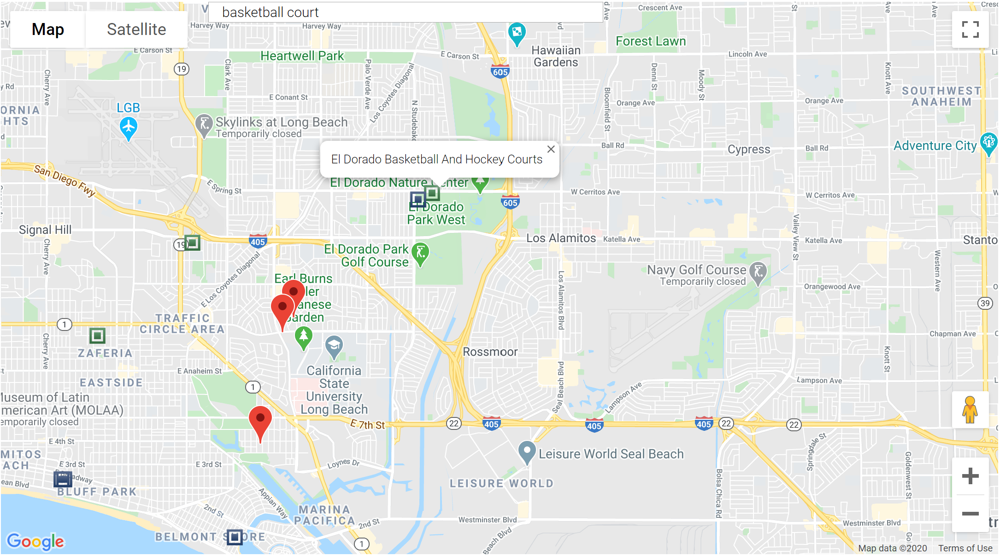 basketball court
Map
Satellite
Crescent Ave
Harvey Way
Harvey Way
E Carson St
Heartwell Park
E Carson St
Hawaiian
Gardens
Forest Lawn
Lincoln Ave
19
605
Clark Ave
Palo Verde Ave
Los Coyotes Diagonal
Cherry Ave
Denni St
Moody St
Knott Ave
y Rd
E Conant St
Bloomfield St
Orange Ave
Orange Ave
SOUTHWEST
ANAHEIM
ORNIA
HTS
LGB
Skylinks at Long Beach
Temporarily closed
N Studebake
El Dorado Basketball And Hockey Courts
Ball Rd
Cypress
Ball Rd
Adventure City
San Diego Fwy
E Spring St
El Dorado Nature
W Cerritos Ave
W Cerritos Ave
605
El Dorado
Park West
Signal Hill
19
405
Los Alamitos
Katella Ave
Katella Ave
Valley View St
Stanto
Cherry Ave
El Dorado Park
Golf Course
E Los Coyotes Diagonal
Navy Golf Course
Temporarily closed
Los Alamitos Blvd
Western Ave
Earl Burns
ler
anese
Garden
Orangewood Ave
39
TRAFFIC
CIRCLE AREA
1
ZAFERIA
Cherry Ave
Chapman Ave
Rossmoor
Knott St
California
State
University
Long Beach
E Anaheim St
EASTSIDE
1
Seal Beach Blvd
Lampson Ave
Lampson Ave
Museum of Latin
merican Art (MOLAA)
emporarily closed
E 7th St
22
405
405
405
22
22
E 4th St
MITOS
ACH
E 3rd St
E 3rd St
Loynes Dr
Leisure World Seal Beach
Springdale St
Goldenwest St
adway
ean Blvd
BLUFF PARK
LEISURE WORLD
Bolsa Chica Rd
Appian Way
2nd St
MARINA
PACIFICA
2nd St
Westminster Blvd
Westminster Blvd
BELMONT S ORE
1
Beach Blvd
Google
Map data ©2020
Terms of Use